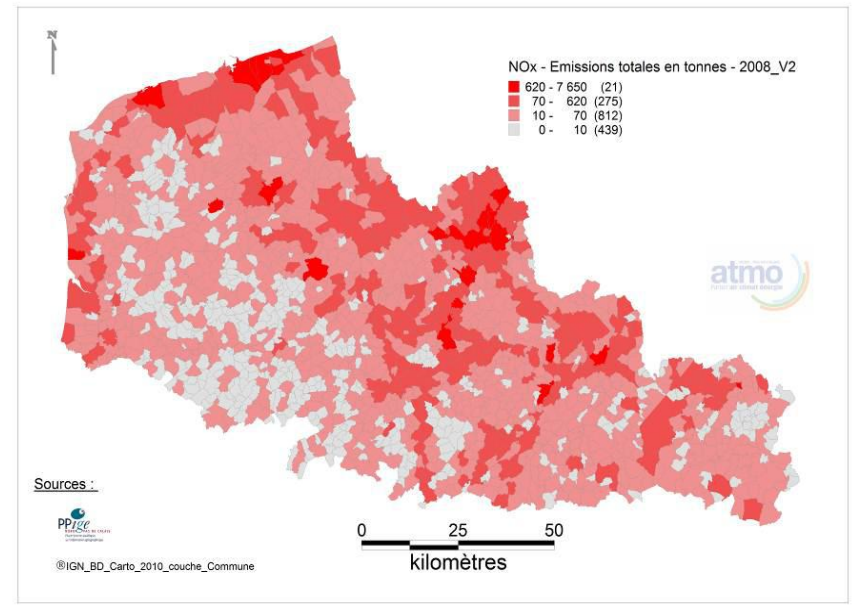 N
NOx - Emissions totales en tonnes - 2008_V2
620 - 7 650 (21)
70 - 620 (275)
10 - 70 (812)
0 - 10 (439)
atmo
Sources :
PPige
0 25 50
kilomètres
®IGN_BD_Carto_2010_couche_Commune